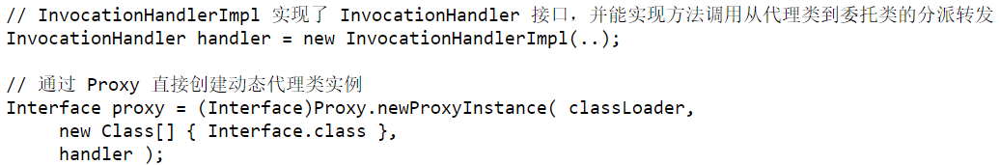 // InvocationHandlerImpl 实现了 InvocationHandler 接口，并能实现方法调用从代理类到委托类的分派转发
InvocationHandler handler = new InvocationHandlerImpl(..);
// 通过 Proxy 直接创建动态代理类实例
Interface proxy = (Interface)Proxy.newProxyInstance( classLoader,
     new Class[] { Interface.class },
     handler );